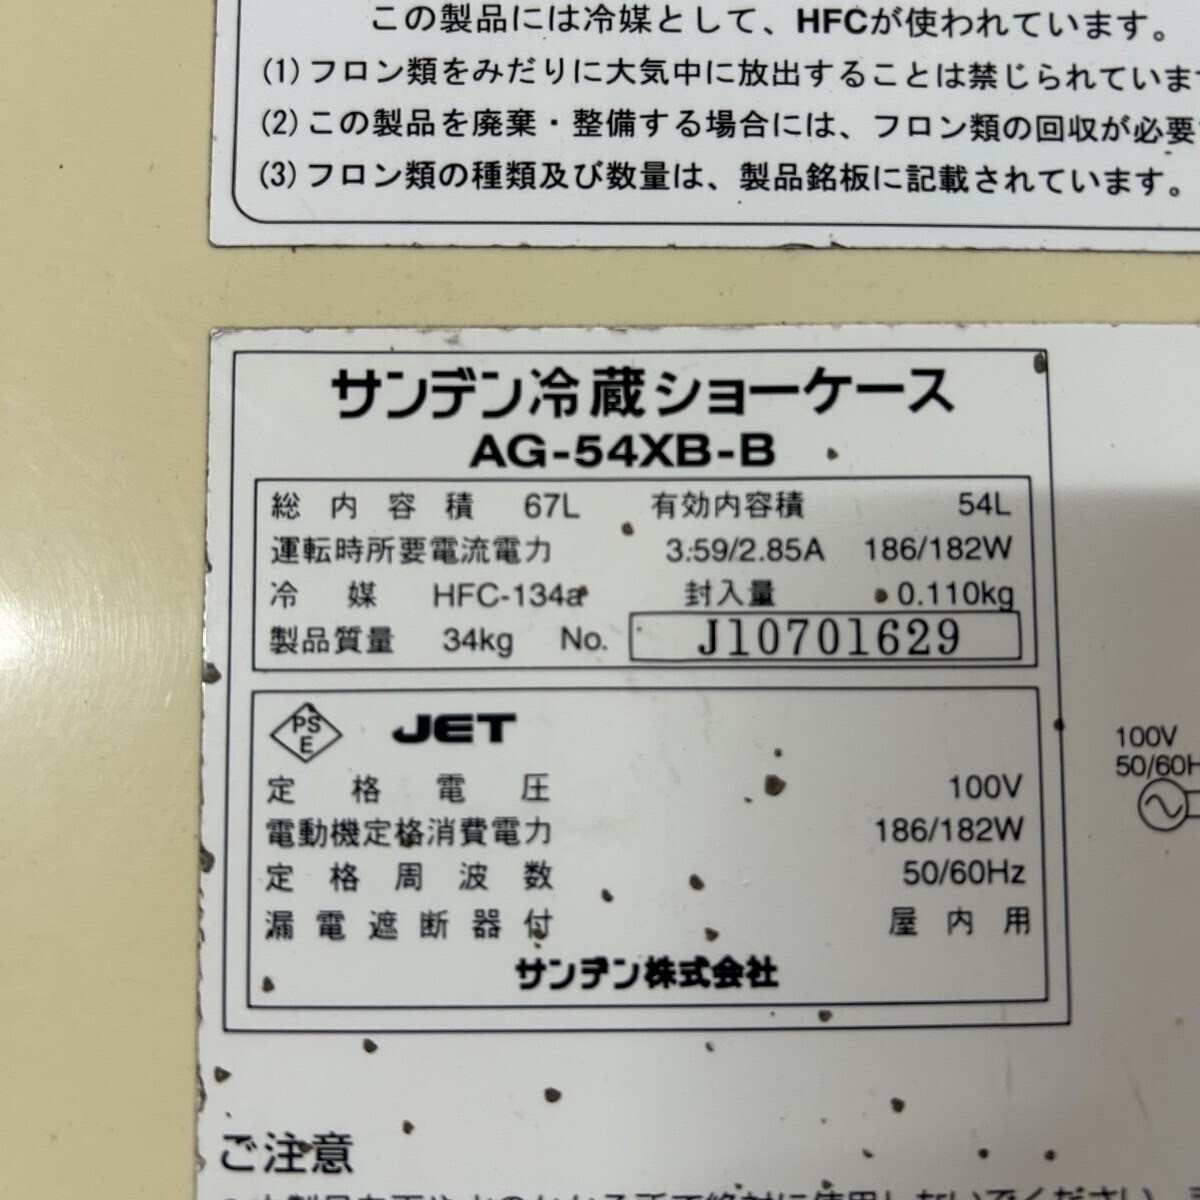 この製品には冷媒として、HFCが使われています。
(1)フロン類をみだりに大気中に放出することは禁じられていま
(2)この製品を廃棄・整備する場合には、フロン類の回収が必要
(3)フロン類の種類及び数量は、製品銘板に記載されています。
サンデン冷蔵ショーケース
AG-54XB-B
総内容積 67L 有効内容積 54L
運転時所要電流電力 3.59/2.85A 186/182W
冷媒 HFC-134a 封入量 0.110kg
製品質量 34kg No. J10701629
PSE JET
定格電圧 100V
電動機定格消費電力 186/182W
定格周波数 50/60Hz
漏電遮断器付 屋内用
サンデン株式会社
100V
50/60H
ご注意